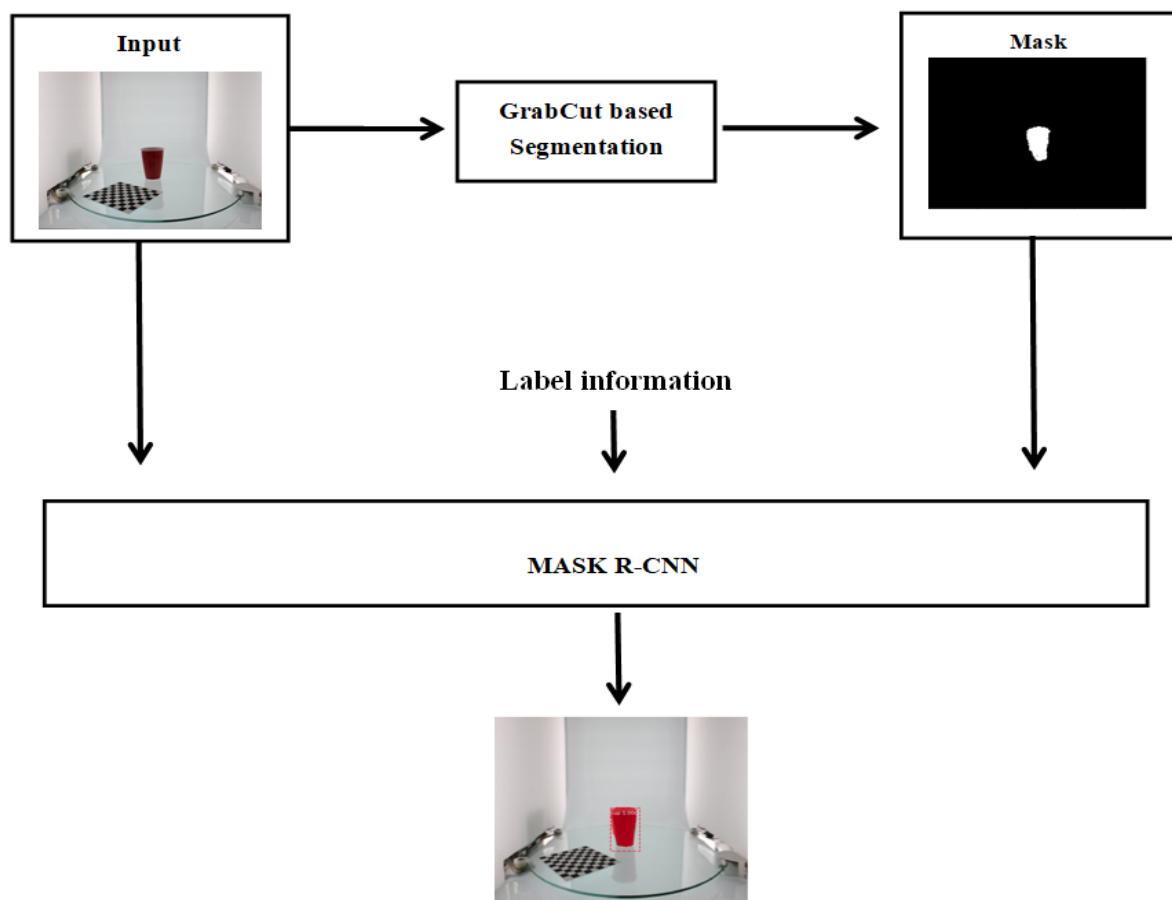 Input
Mask
GrabCut based
Segmentation
Label information
MASK R-CNN